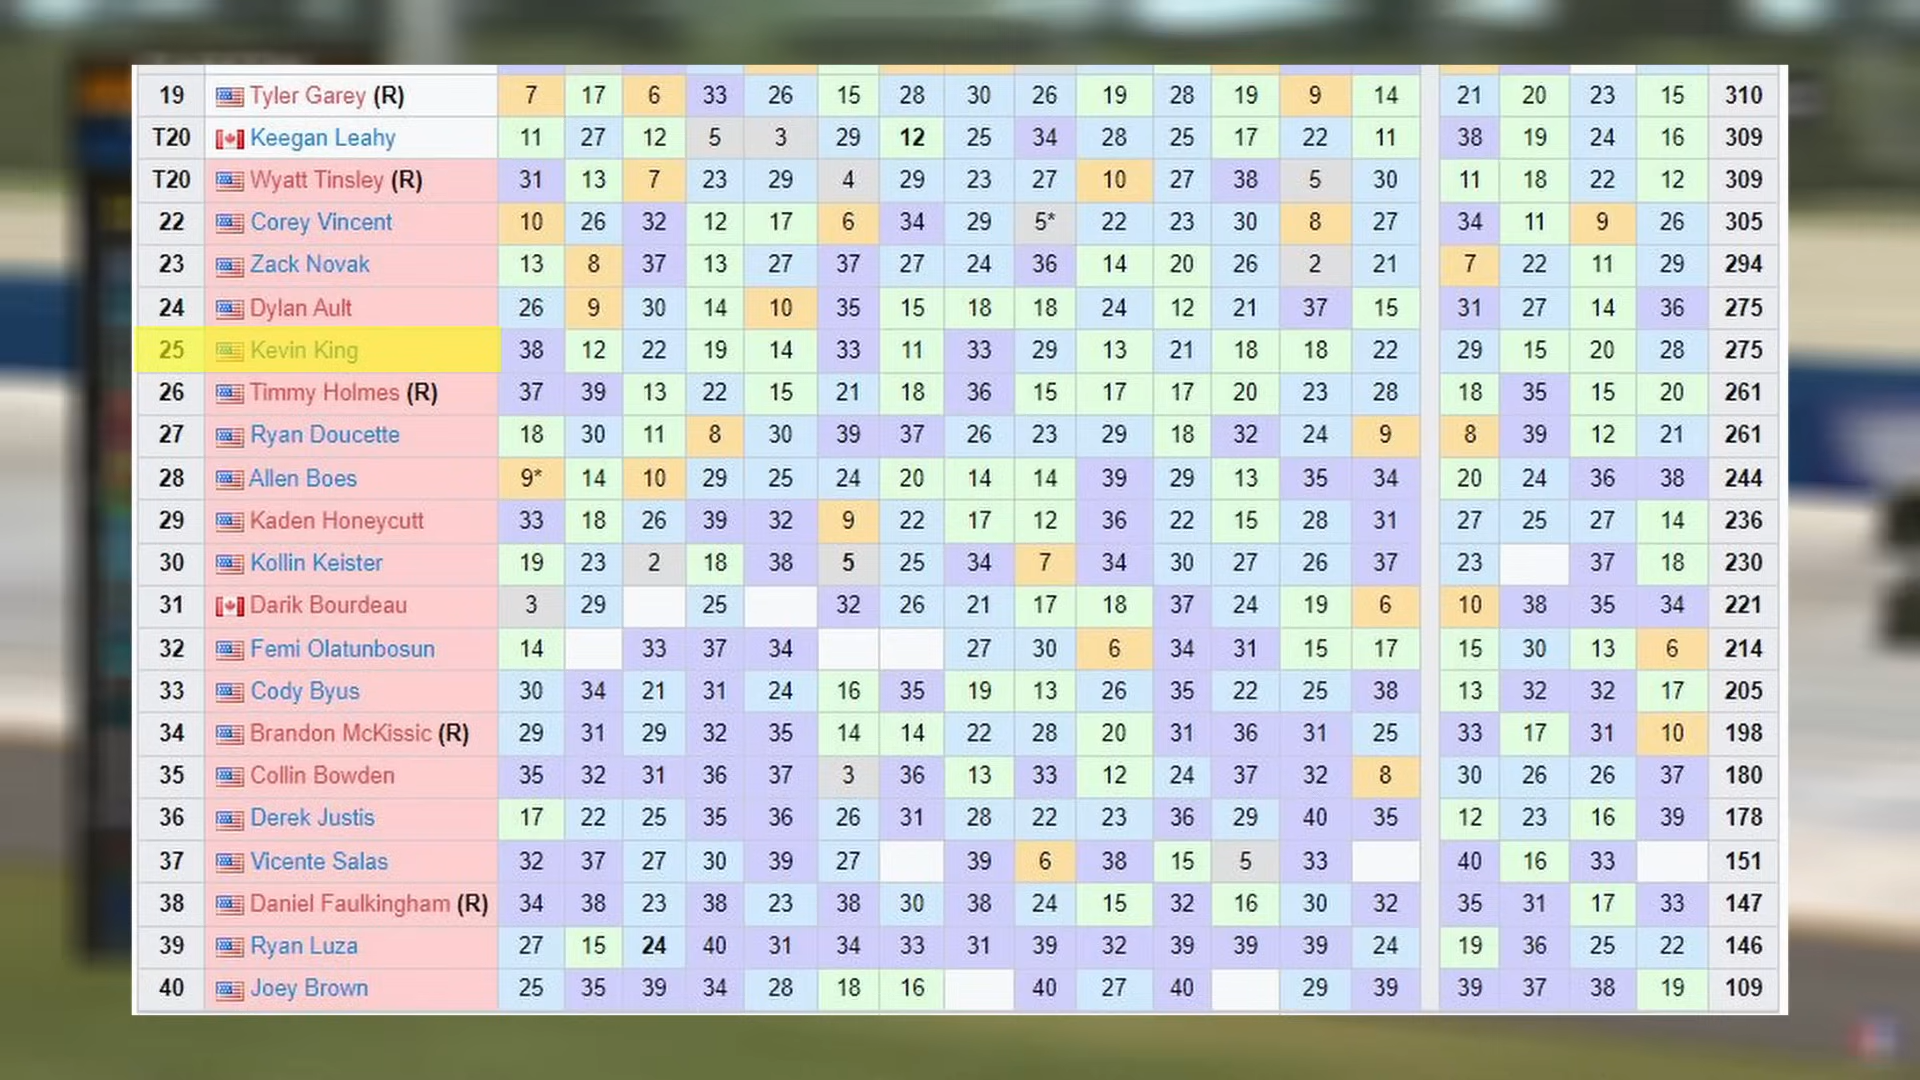 19 Tyler Garey (R) 7 17 6 33 26 15 28 30 26 19 28 19 9 14 21 20 23 15 310
T20 Keegan Leahy 11 27 12 5 3 29 12 25 34 28 25 17 22 11 38 19 24 16 309
T20 Wyatt Tinsley (R) 31 13 7 23 29 4 29 23 27 10 27 38 5 30 11 18 22 12 309
22 Corey Vincent 10 26 32 12 17 6 34 29 5* 22 23 30 8 27 34 11 9 26 305
23 Zack Novak 13 8 37 13 27 37 27 24 36 14 20 26 2 21 7 22 11 29 294
24 Dylan Ault 26 9 30 14 10 35 15 18 18 24 12 21 37 15 31 27 14 36 275
25 Kevin King 38 12 22 19 14 33 11 33 29 13 21 18 18 22 29 15 20 28 275
26 Timmy Holmes (R) 37 39 13 22 15 21 18 36 15 17 17 20 23 28 18 35 15 20 261
27 Ryan Doucette 18 30 11 8 30 39 37 26 23 29 18 32 24 9 8 39 12 21 261
28 Allen Boes 9* 14 10 29 25 24 20 14 14 39 29 13 35 34 20 24 36 38 244
29 Kaden Honeycutt 33 18 26 39 32 9 22 17 12 36 22 15 28 31 27 25 27 14 236
30 Kollin Keister 19 23 2 18 38 5 25 34 7 34 30 27 26 37 23 37 18 230
31 Darik Bourdeau 3 29 25 32 26 21 17 18 37 24 19 6 10 38 35 34 221
32 Femi Olatunbosun 14 33 37 34 27 30 6 34 31 15 17 15 30 13 6 214
33 Cody Byus 30 34 21 31 24 16 35 19 13 26 35 22 25 38 13 32 32 17 205
34 Brandon McKissic (R) 29 31 29 32 35 14 14 22 28 20 31 36 31 25 33 17 31 10 198
35 Collin Bowden 35 32 31 36 37 3 36 13 33 12 24 37 32 8 30 26 26 37 180
36 Derek Justis 17 22 25 35 36 26 31 28 22 23 36 29 40 35 12 23 16 39 178
37 Vicente Salas 32 37 27 30 39 27 39 6 38 15 5 33 40 16 33 151
38 Daniel Faulkingham (R) 34 38 23 38 23 38 30 38 24 15 32 16 30 32 35 31 17 33 147
39 Ryan Luza 27 15 24 40 31 34 33 31 39 32 39 39 39 24 19 36 25 22 146
40 Joey Brown 25 35 39 34 28 18 16 40 27 40 29 39 39 37 38 19 109